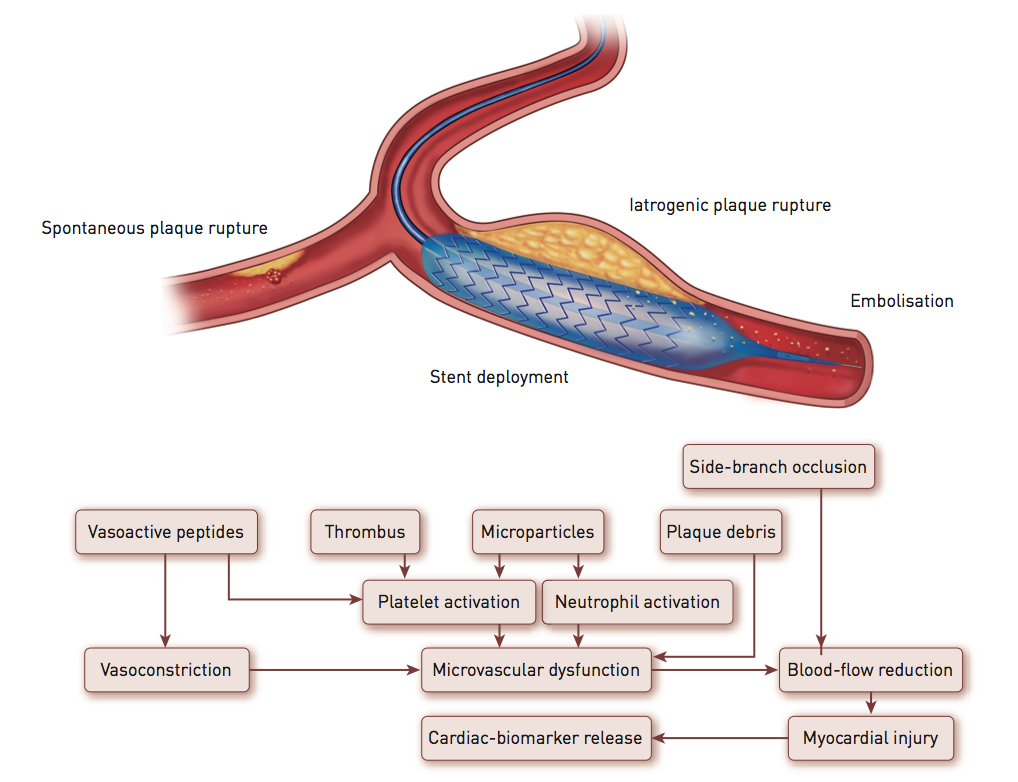 Iatrogenic plaque rupture
Spontaneous plaque rupture
Embolisation
Stent deployment
Side-branch occlusion
Vasoactive peptides
Thrombus
Microparticles
Plaque debris
Platelet activation
Neutrophil activation
Vasoconstriction
Microvascular dysfunction
Blood-flow reduction
Cardiac-biomarker release
Myocardial injury